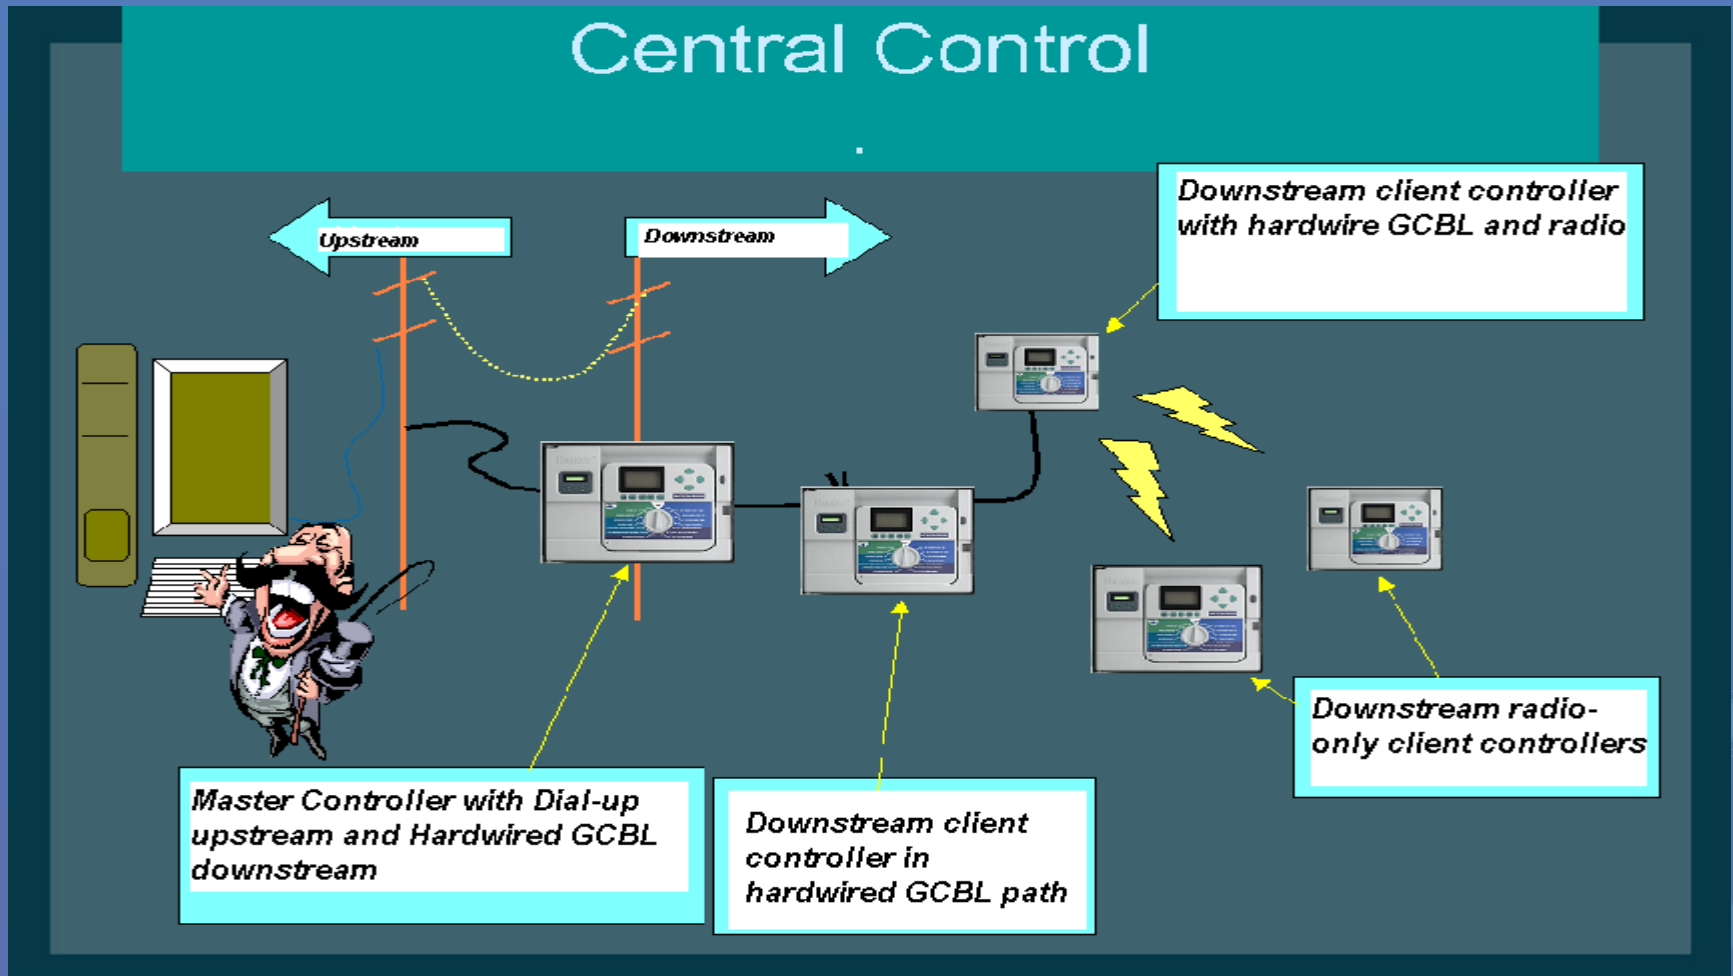 Central Control
.
Upstream
Downstream
Downstream client controller
with hardwire GCBL and radio
Downstream radio-
only client controllers
Master Controller with Dial-up
upstream and Hardwired GCBL
downstream
Downstream client
controller in
hardwired GCBL path